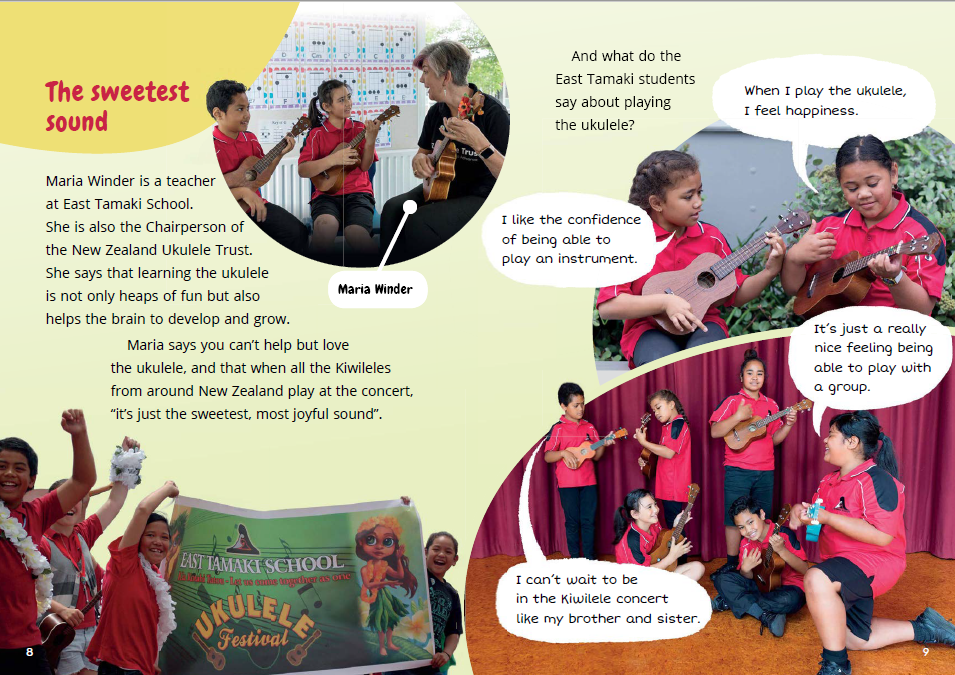 The sweetest
sound
Maria Winder is a teacher
at East Tamaki School.
She is also the Chairperson of
the New Zealand Ukulele Trust.
She says that learning the ukulele
is not only heaps of fun but also
helps the brain to develop and grow.
Maria says you can’t help but love
the ukulele, and that when all the Kiwileles
from around New Zealand play at the concert,
“it’s just the sweetest, most joyful sound”.
Maria Winder
EAST TAMAKI SCHOOL
Let us come together as one
UKULELE
Festival
8
And what do the
East Tamaki students
say about playing
the ukulele?
When I play the ukulele,
I feel happiness.
I like the confidence
of being able to
play an instrument.
It’s just a really
nice feeling being
able to play with
a group.
I can’t wait to be
in the Kiwilele concert
like my brother and sister.
9